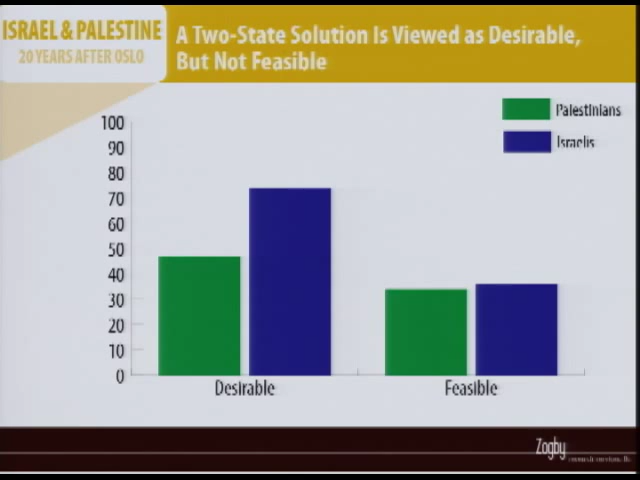 ISRAEL & PALESTINE
20 YEARS AFTER OSLO
A Two-State Solution Is Viewed as Desirable,
But Not Feasible
Palestinians
Israelis
100
90
80
70
60
50
40
30
20
10
0
Desirable
Feasible
Zogby